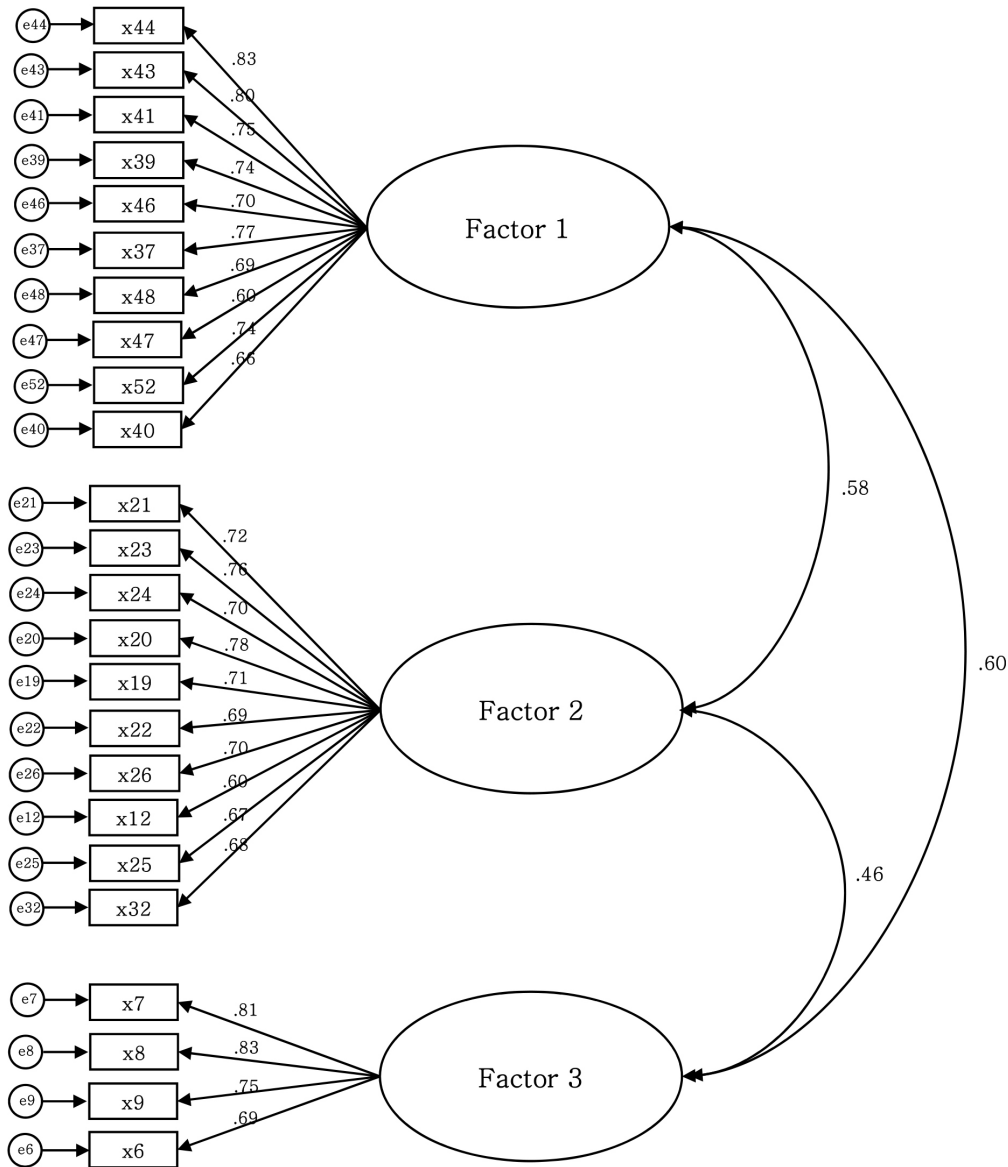 e44 x44
.83
e43 x43
.80
e41 x41
.75
e39 x39
.74
e46 x46
.70
Factor 1
e37 x37
.77
e48 x48
.69
e47 x47
.60
e52 x52
.74
e40 x40
.66
.58
e21 x21
.72
e23 x23
.76
e24 x24
.70
e20 x20
.78
.60
e19 x19
.71
e22 x22
.69
Factor 2
e26 x26
.70
e12 x12
.60
e25 x25
.67
e32 x32
.68
.46
e7 x7
.81
e8 x8
.83
Factor 3
e9 x9
.75
e6 x6
.69